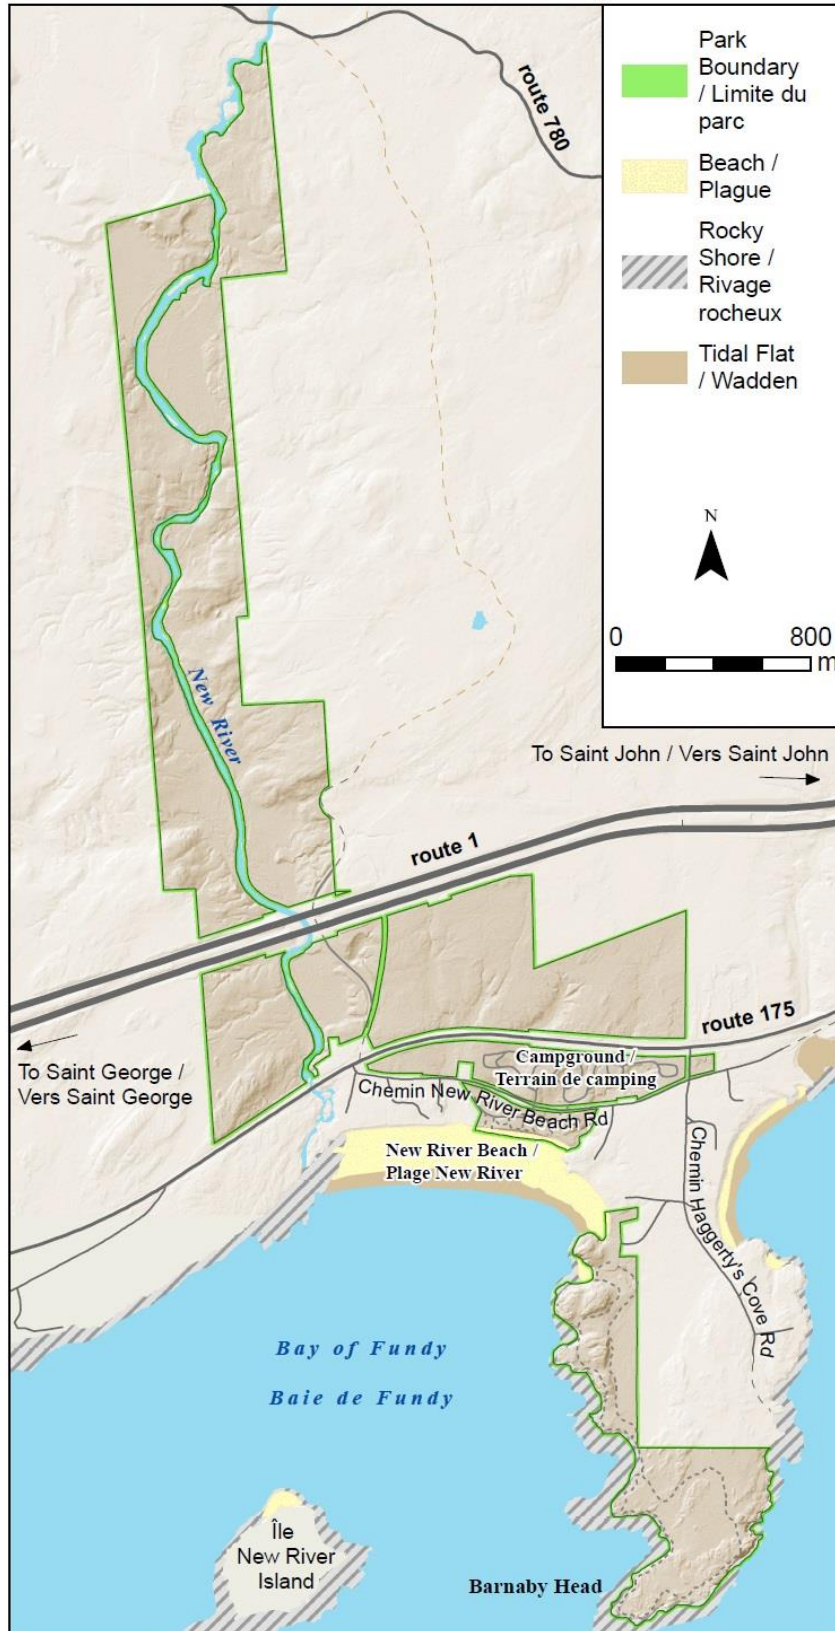 route 780
Park
Boundary
/ Limite du
parc
Beach /
Plague
Rocky
Shore /
Rivage
rocheux
Tidal Flat
/ Wadden
N
0 800
m
New River
To Saint John / Vers Saint John
route 1
route 175
To Saint George /
Vers Saint George
Campground /
Terrain de camping
Chemin New River Beach Rd
New River Beach /
Plage New River
Chemin Haggerty's Cove Rd
Bay of Fundy
Baie de Fundy
Île
New River
Island
Barnaby Head